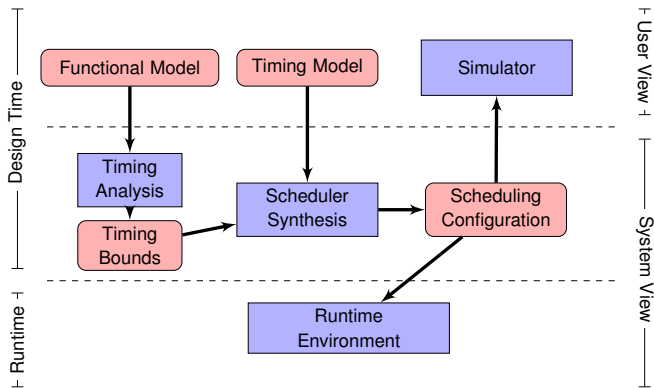 Design Time
Functional Model
Timing Model
Simulator
User View
Timing
Analysis
Timing
Bounds
Scheduler
Synthesis
Scheduling
Configuration
System View
Runtime
Runtime
Environment